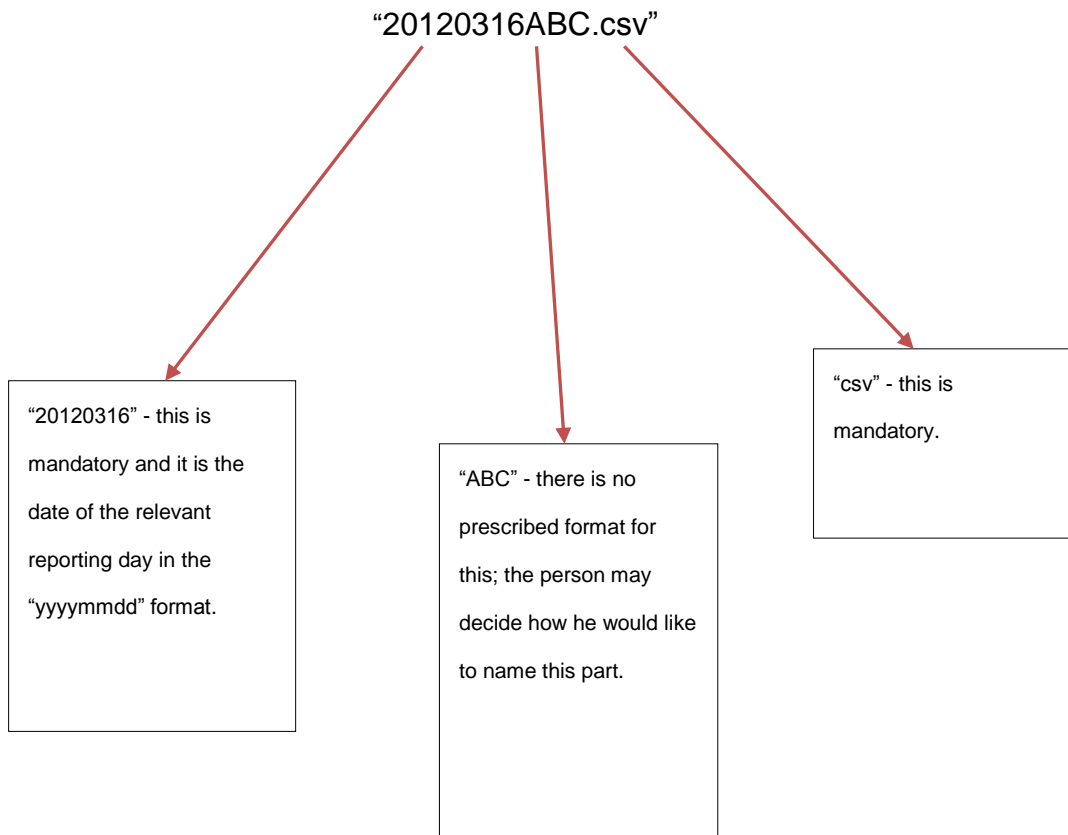 “20120316ABC.csv”
“20120316” - this is
mandatory and it is the
date of the relevant
reporting day in the
“yyyymmdd” format.
“ABC” - there is no
prescribed format for
this; the person may
decide how he would like
to name this part.
“csv” - this is
mandatory.